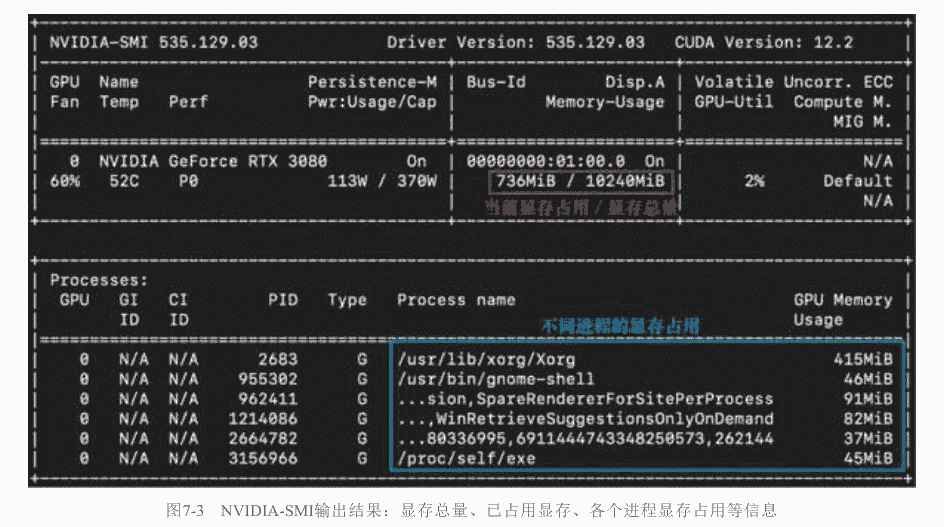 NVIDIA-SMI 535.129.03 Driver Version: 535.129.03 CUDA Version: 12.2
GPU Name Persistence-M | Bus-Id Disp.A | Volatile Uncorr. ECC
Fan Temp Perf Pwr:Usage/Cap | Memory-Usage | GPU-Util Compute M.
MIG M.
0 NVIDIA GeForce RTX 3080 On | 00000000:01:00.0 On | N/A
60% 52C P0 113W / 370W | 736MiB / 10240MiB | 2% Default
当前显存占用 / 显存总量 N/A
Processes:
GPU GI CI PID Type Process name GPU Memory
ID ID Usage
不同进程的显存占用
0 N/A N/A 2683 G /usr/lib/xorg/Xorg 415MiB
0 N/A N/A 955302 G /usr/bin/gnome-shell 46MiB
0 N/A N/A 962411 G ...sion,SpareRendererForSitePerProcess 91MiB
0 N/A N/A 1214086 G ...,WinRetrieveSuggestionsOnlyOnDemand 82MiB
0 N/A N/A 2664782 G ...80336995,6911444743348250573,262144 37MiB
0 N/A N/A 3156966 G /proc/self/exe 45MiB
图7-3 NVIDIA-SMI输出结果：显存总量、已占用显存、各个进程显存占用等信息